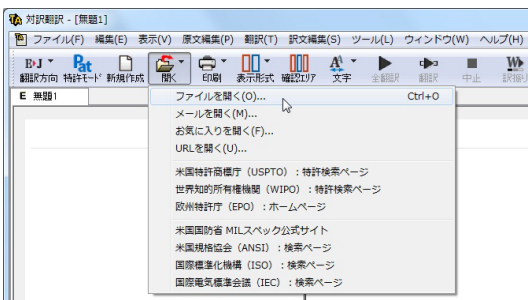 対訳翻訳 - [無題1]
ファイル(F) 編集(E) 表示(V) 原文編集(P) 翻訳(T) 訳文編集(S) ツール(L) ウィンドウ(W) ヘルプ(H)
E▸J Pat
翻訳方向 特許モード 新規作成 開く 印刷 表示形式 確認エリア 文字 全翻訳 翻訳 中止
E 無題1
ファイルを開く(O)... Ctrl+O
メールを開く(M)...
お気に入りを開く(F)...
URLを開く(U)...
米国特許商標庁（USPTO）：特許検索ページ
世界知的所有権機関（WIPO）：特許検索ページ
欧州特許庁（EPO）：ホームページ
米国国防省 MILスペック公式サイト
米国規格協会（ANSI）：検索ページ
国際標準化機構（ISO）：検索ページ
国際電気標準会議（IEC）：検索ページ